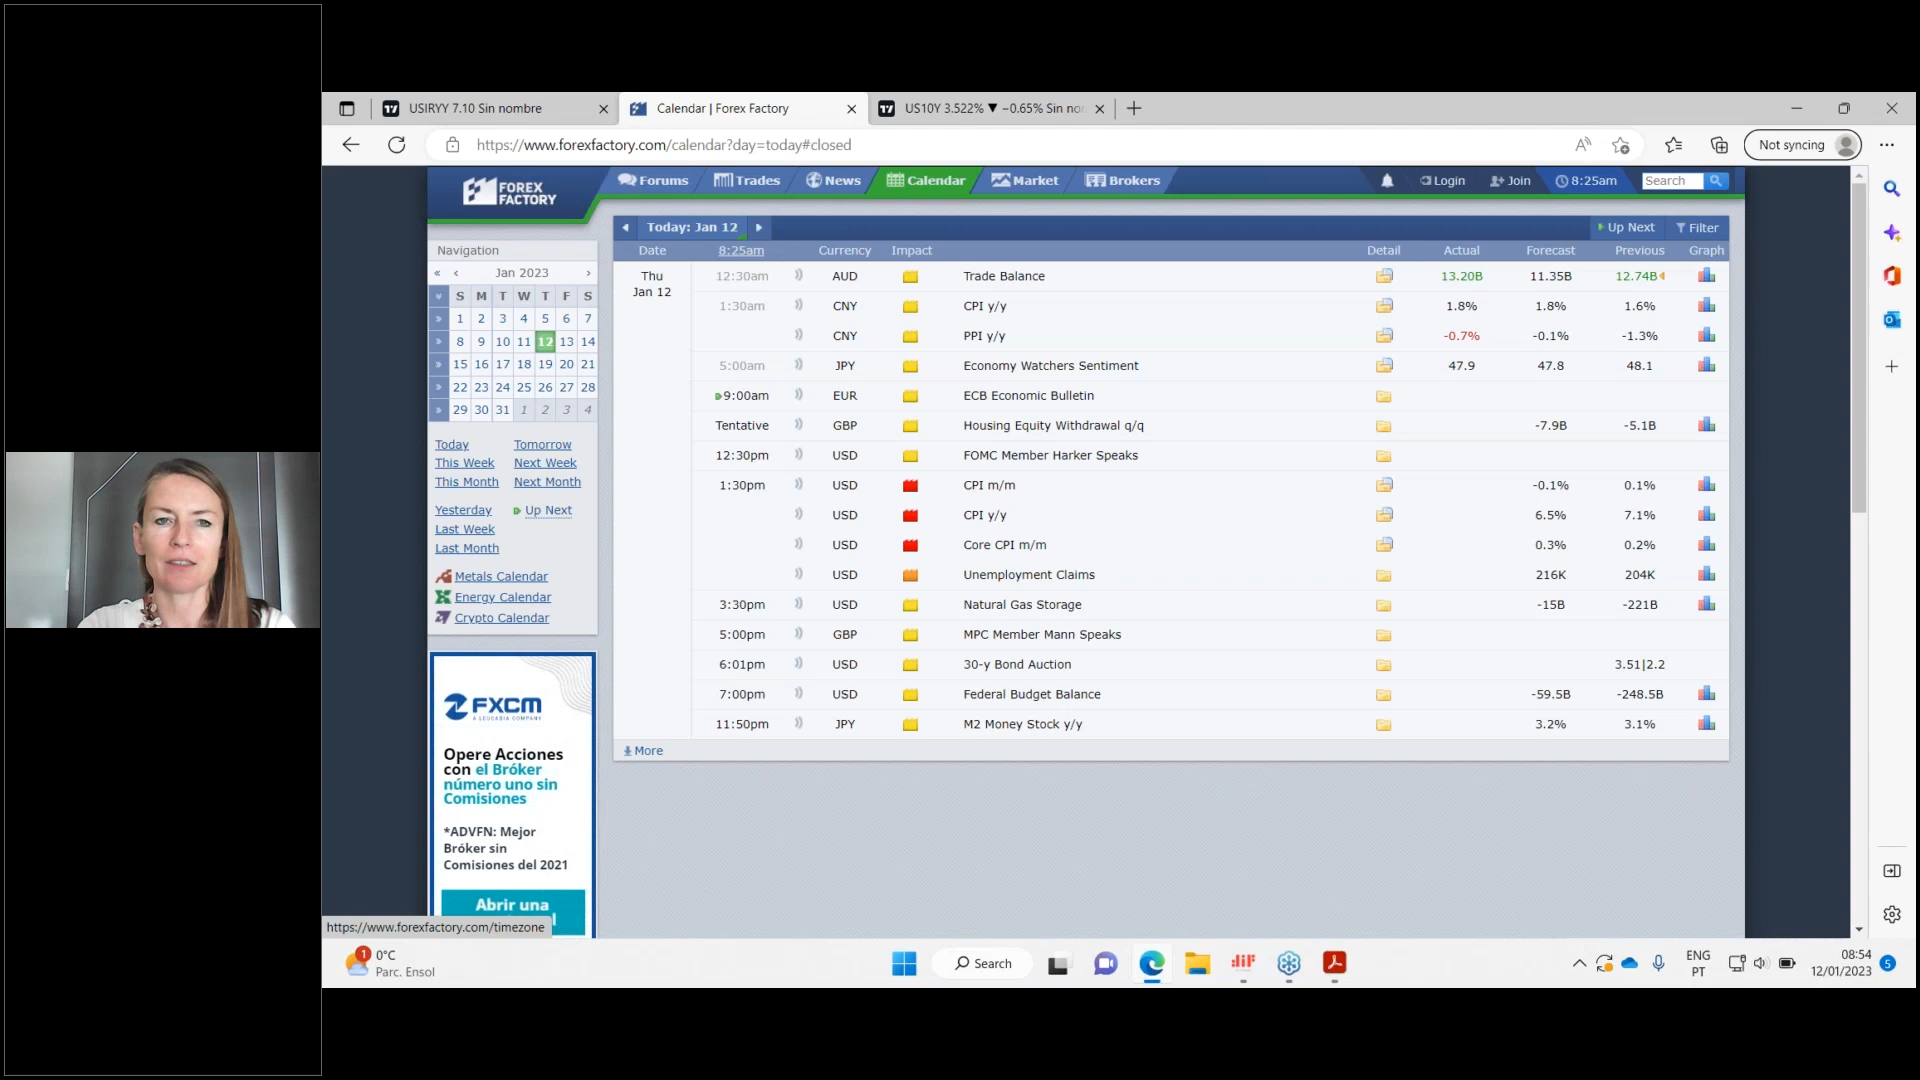 USIRYY 7.10 Sin nombre
Calendar | Forex Factory
US10Y 3.522% ▼ −0.65% Sin no
https://www.forexfactory.com/calendar?day=today#closed
Not syncing
FOREX FACTORY
Forums Trades News Calendar Market Brokers
Login Join 8:25am Search
Today: Jan 12
Up Next Filter
Date 8:25am Currency Impact Detail Actual Forecast Previous Graph
Thu Jan 12
12:30am AUD Trade Balance 13.20B 11.35B 12.74B
1:30am CNY CPI y/y 1.8% 1.8% 1.6%
CNY PPI y/y -0.7% -0.1% -1.3%
5:00am JPY Economy Watchers Sentiment 47.9 47.8 48.1
9:00am EUR ECB Economic Bulletin
Tentative GBP Housing Equity Withdrawal q/q -7.9B -5.1B
12:30pm USD FOMC Member Harker Speaks
1:30pm USD CPI m/m -0.1% 0.1%
USD CPI y/y 6.5% 7.1%
USD Core CPI m/m 0.3% 0.2%
USD Unemployment Claims 216K 204K
3:30pm USD Natural Gas Storage -15B -221B
5:00pm GBP MPC Member Mann Speaks
6:01pm USD 30-y Bond Auction 3.51|2.2
7:00pm USD Federal Budget Balance -59.5B -248.5B
11:50pm JPY M2 Money Stock y/y 3.2% 3.1%
More
Navigation
« ‹ Jan 2023 ›
S M T W T F S
1 2 3 4 5 6 7
8 9 10 11 12 13 14
15 16 17 18 19 20 21
22 23 24 25 26 27 28
29 30 31 1 2 3 4
Today Tomorrow
This Week Next Week
This Month Next Month
Yesterday Up Next
Last Week
Last Month
Metals Calendar
Energy Calendar
Crypto Calendar
FXCM
A LEUCADIA COMPANY
Opere Acciones
con el Bróker
número uno sin
Comisiones
*ADVFN: Mejor
Bróker sin
Comisiones del 2021
Abrir una
https://www.forexfactory.com/timezone
1
0°C
Parc. Ensol
Search
ENG
PT
08:54
12/01/2023
5